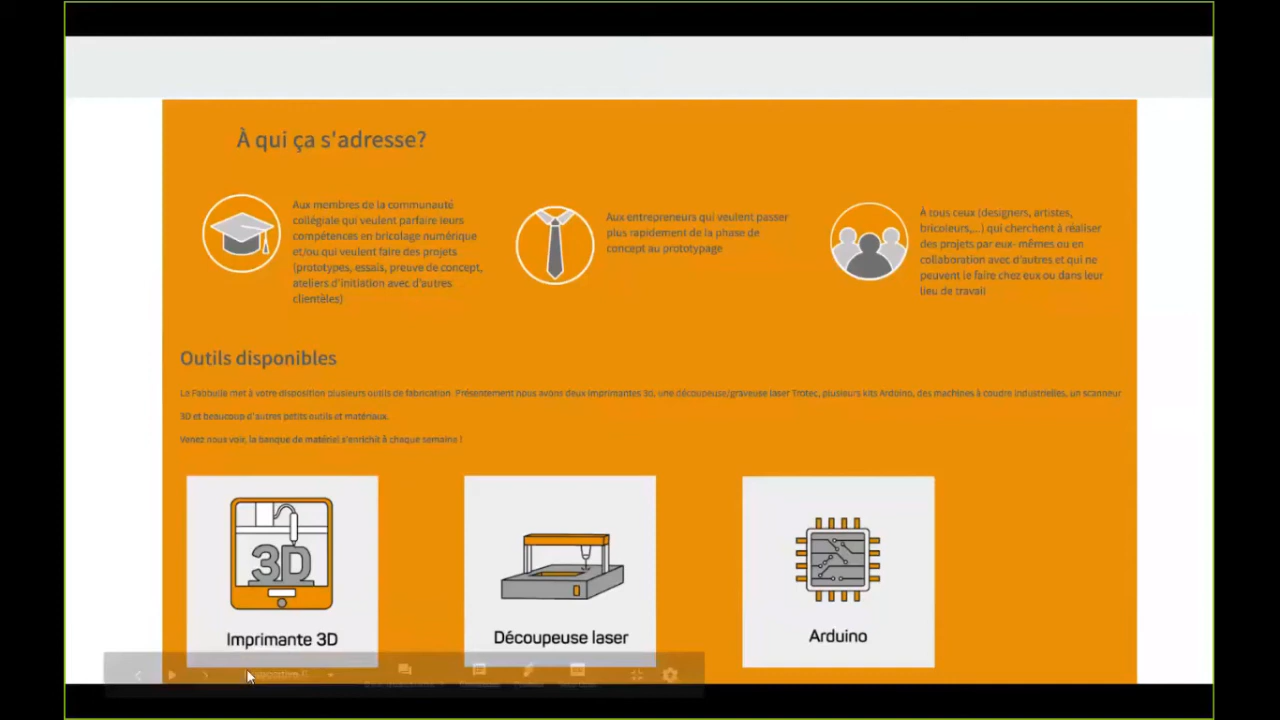 À qui ça s'adresse?
Aux membres de la communauté
collégiale qui veulent parfaire leurs
compétences en bricolage numérique
et/ou qui veulent faire des projets
(prototypes, essais, preuve de concept,
ateliers d'initiation avec d'autres
clientèles)
Aux entrepreneurs qui veulent passer
plus rapidement de la phase de
concept au prototypage
À tous ceux (designers, artistes,
bricoleurs,...) qui cherchent à réaliser
des projets par eux- mêmes ou en
collaboration avec d'autres et qui ne
peuvent le faire chez eux ou dans leur
lieu de travail
Outils disponibles
Le Fabbulle met à votre disposition plusieurs outils de fabrication. Présentement nous avons deux imprimantes 3d, une découpeuse/graveuse laser Trotec, plusieurs kits Arduino, des machines à coudre industrielles, un scanneur
3D et beaucoup d'autres petits outils et matériaux.
Venez nous voir, la banque de matériel s'enrichit à chaque semaine !
3D
Imprimante 3D
Découpeuse laser
Arduino